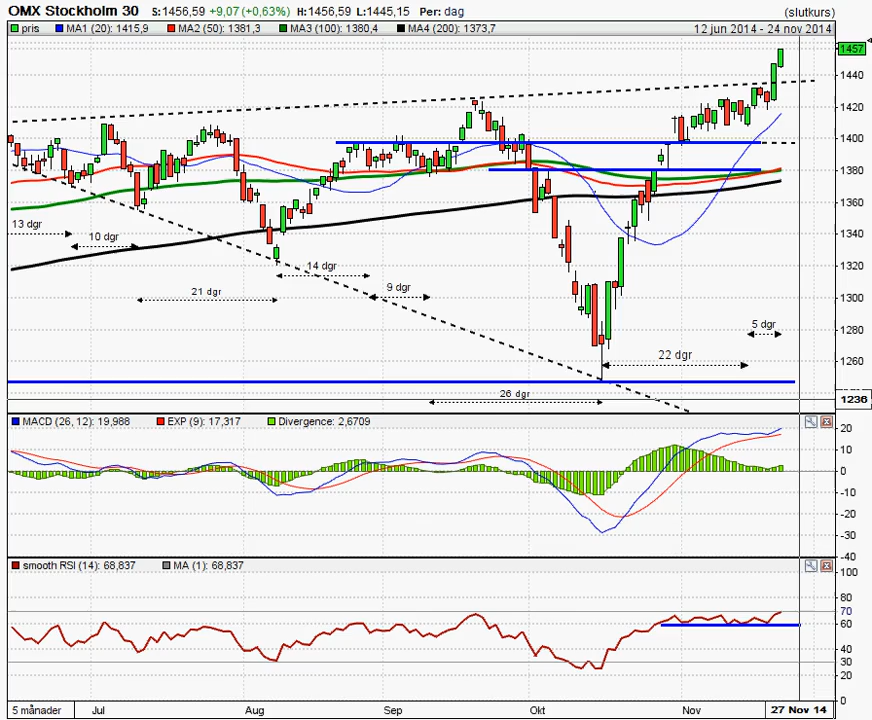 OMX Stockholm 30 S:1456,59 +9,07 (+0,63%) H:1456,59 L:1445,15 Per: dag (slutkurs)
pris MA1 (20): 1415,9 MA2 (50): 1381,3 MA3 (100): 1380,4 MA4 (200): 1373,7 12 jun 2014 - 24 nov 2014
1457
1440
1420
1400
1380
1360
1340
1320
1300
1280
1260
1236
13 dgr
10 dgr
21 dgr
14 dgr
9 dgr
26 dgr
22 dgr
5 dgr
MACD (26, 12): 19,988 EXP (9): 17,317 Divergence: 2,6709
20
10
0
-10
-20
-30
-40
smooth RSI (14): 68,837 MA (1): 68,837
100
80
70
60
40
30
20
0
5 månader Jul Aug Sep Okt Nov 27 Nov 14